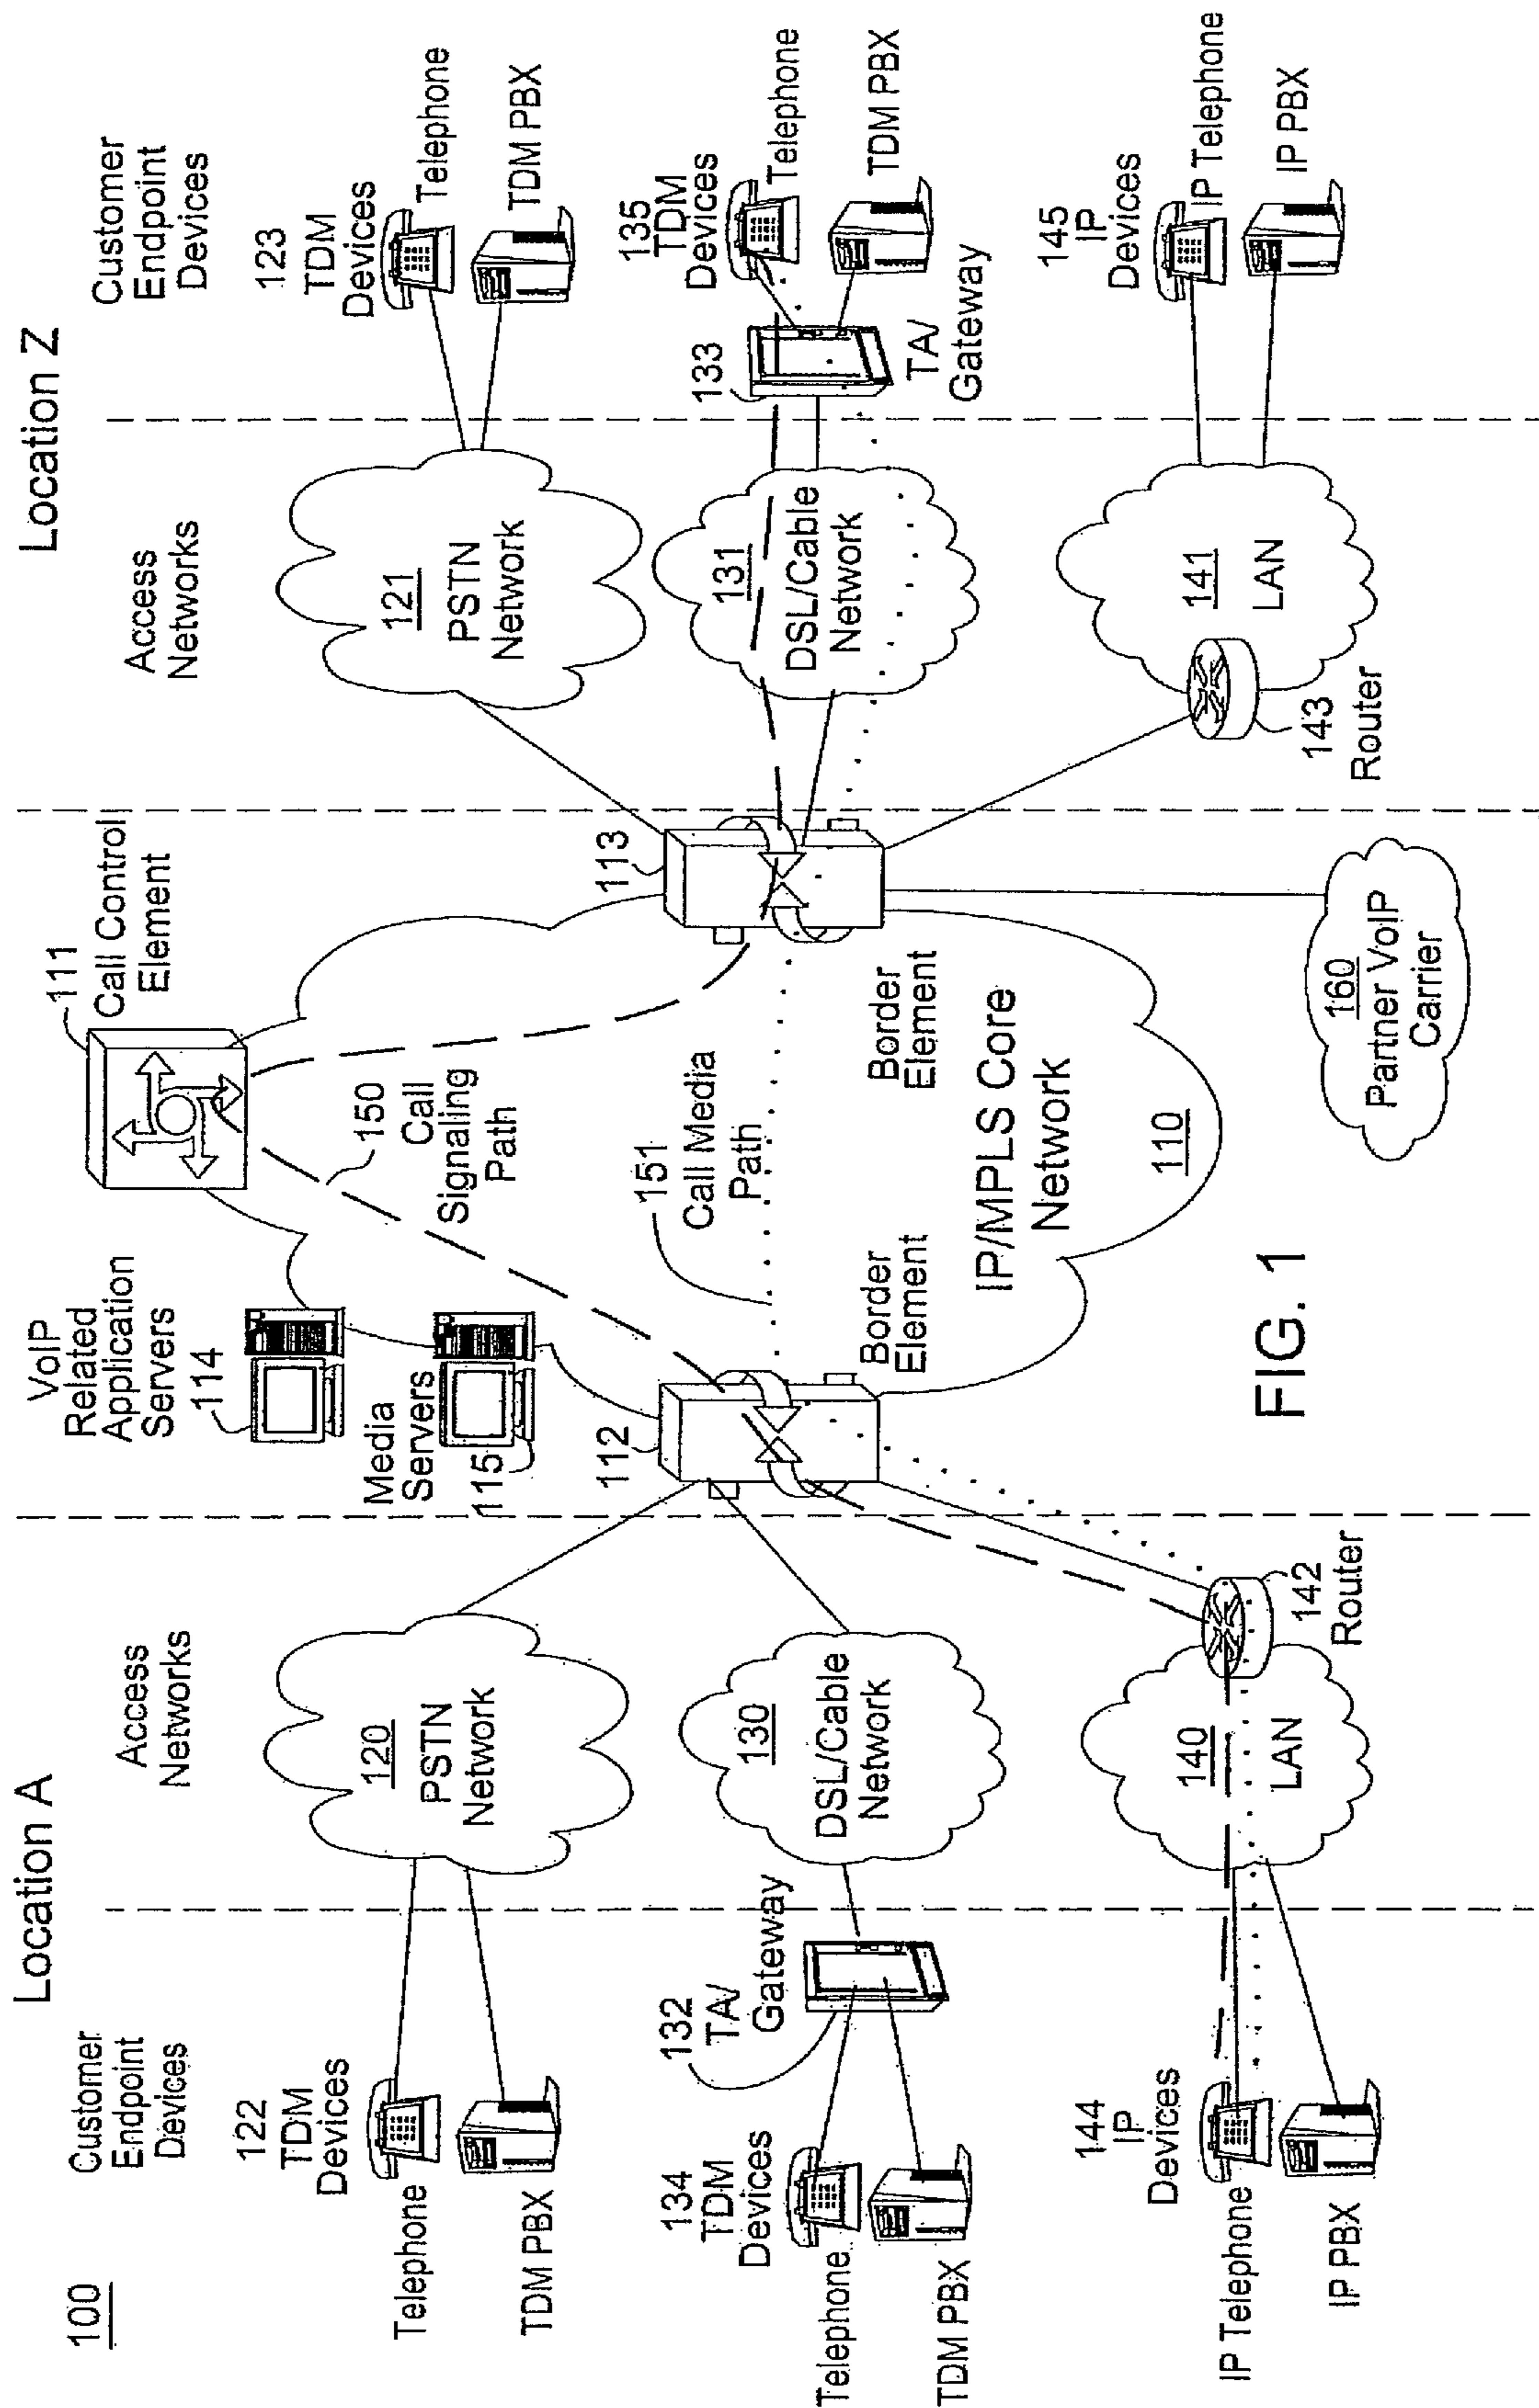 100
Location A
Location Z
Customer
Endpoint
Devices
Access
Networks
VoIP
Related
Application
Servers
114
111
Call Control
Element
Access
Networks
Customer
Endpoint
Devices
122
TDM
Devices
Telephone
TDM PBX
120
PSTN
Network
Media
Servers
115
150
Call
Signaling
Path
121
PSTN
Network
123
TDM
Devices
Telephone
TDM PBX
134
TDM
Devices
Telephone
TDM PBX
132
TA/
Gateway
130
DSL/Cable
Network
112
Border
Element
151
Call Media
Path
113
Border
Element
IP/MPLS Core
Network
110
131
DSL/Cable
Network
133
TA/
Gateway
135
TDM
Devices
Telephone
TDM PBX
144
IP
Devices
IP Telephone
IP PBX
140
LAN
142
Router
160
Partner VoIP
Carrier
143
Router
141
LAN
145
IP
Devices
IP Telephone
IP PBX
FIG. 1